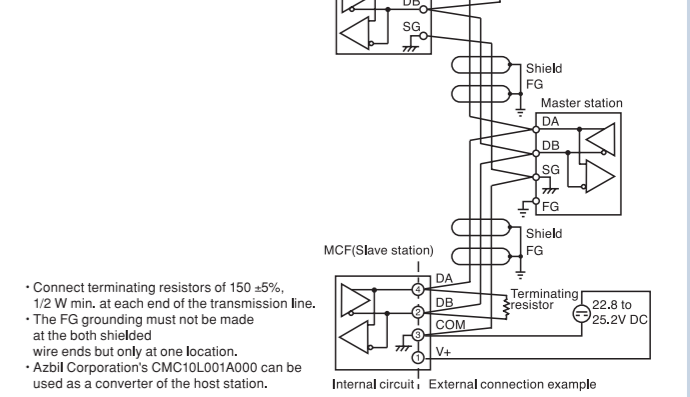 DB
SG
Shield
FG
Master station
DA
DB
SG
FG
Shield
FG
MCF(Slave station)
DA
4
DB
2
COM
3
V+
1
Terminating
resistor
22.8 to
25.2V DC
Internal circuit
External connection example
・Connect terminating resistors of 150 ±5%,
1/2 W min. at each end of the transmission line.
・The FG grounding must not be made
at the both shielded
wire ends but only at one location.
・Azbil Corporation's CMC10L001A000 can be
used as a converter of the host station.